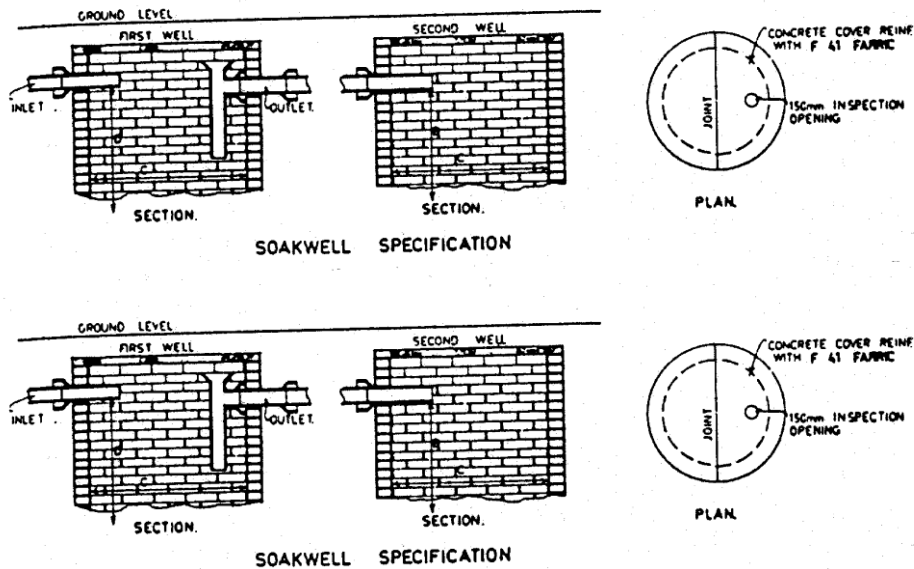 GROUND LEVEL
FIRST WELL
SECOND WELL
INLET.
OUTLET.
d
C
B
C
SECTION.
SECTION.
SOAKWELL SPECIFICATION
CONCRETE COVER REINF
WITH F 41 FABRIC
150mm INSPECTION
OPENING
JOINT
PLAN.
GROUND LEVEL
FIRST WELL
SECOND WELL
INLET.
OUTLET.
d
C
B
C
SECTION.
SECTION.
SOAKWELL SPECIFICATION
CONCRETE COVER REINF
WITH F 41 FABRIC
150mm INSPECTION
OPENING
JOINT
PLAN.